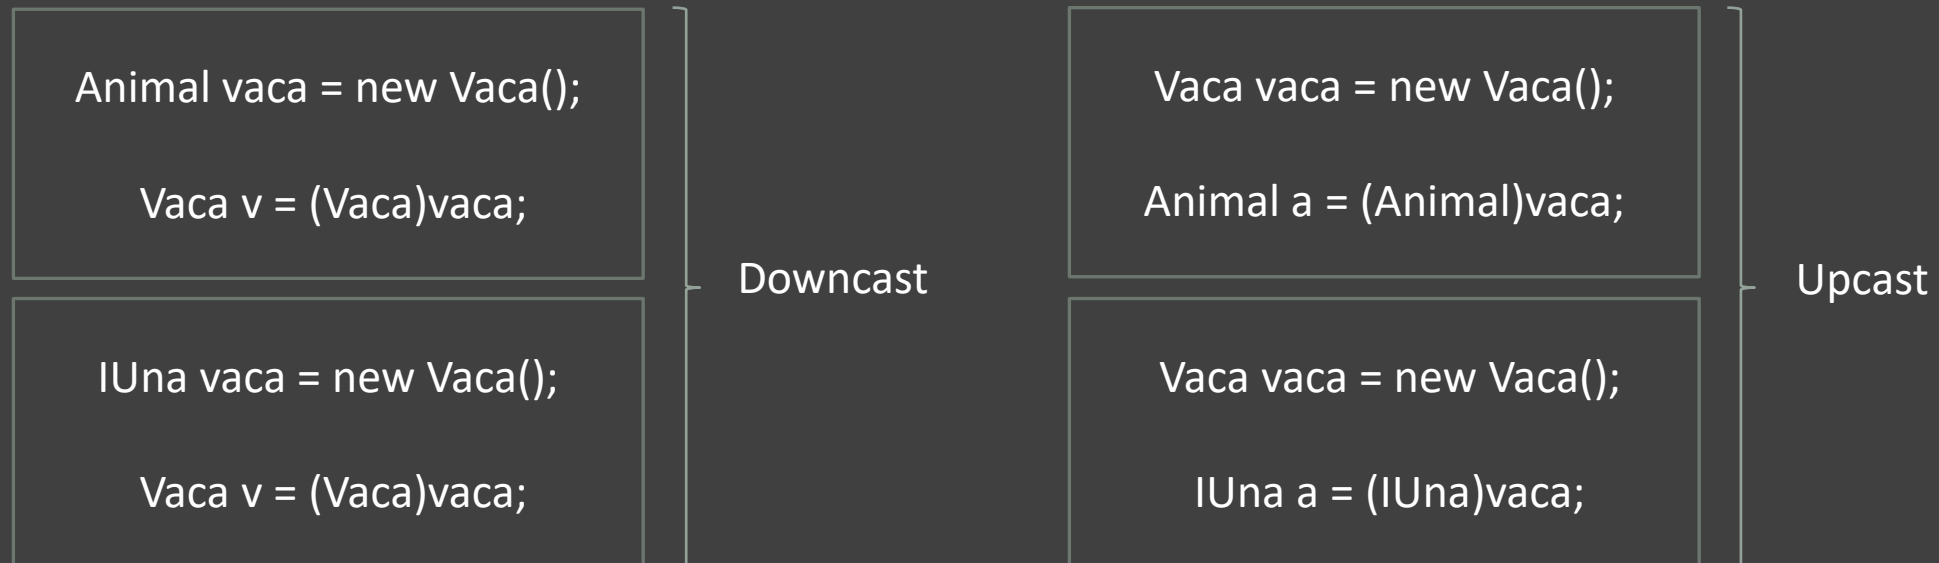 Animal vaca = new Vaca();
Vaca v = (Vaca)vaca;
IUna vaca = new Vaca();
Vaca v = (Vaca)vaca;
Downcast
Vaca vaca = new Vaca();
Animal a = (Animal)vaca;
Vaca vaca = new Vaca();
IUna a = (IUna)vaca;
Upcast